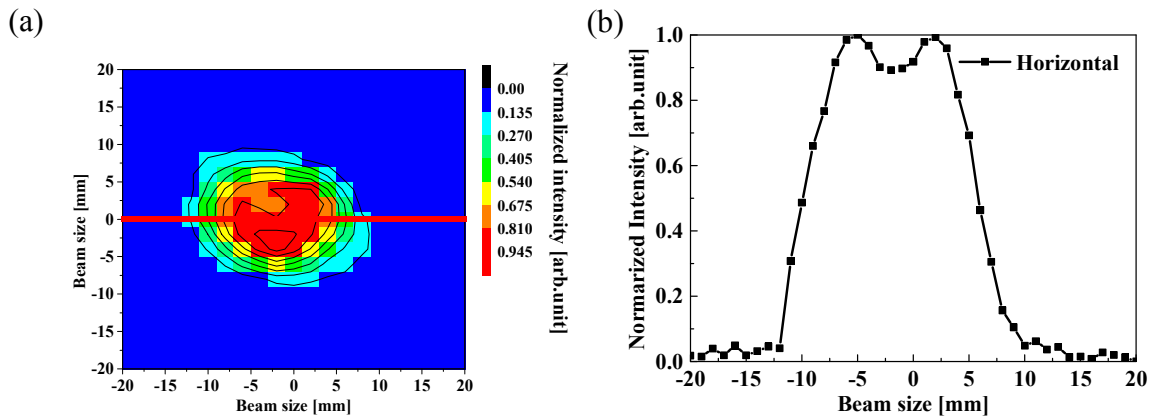 (a)
20
15
10
5
0
-5
-10
-15
-20
Beam size [mm]
-20 -15 -10 -5 0 5 10 15 20
Beam size [mm]
0.00
0.135
0.270
0.405
0.540
0.675
0.810
0.945
Normalized intensity [arb.unit]
(b)
1.0
0.8
0.6
0.4
0.2
0.0
Normarized Intensity [arb.unit]
Horizontal
-20 -15 -10 -5 0 5 10 15 20
Beam size [mm]